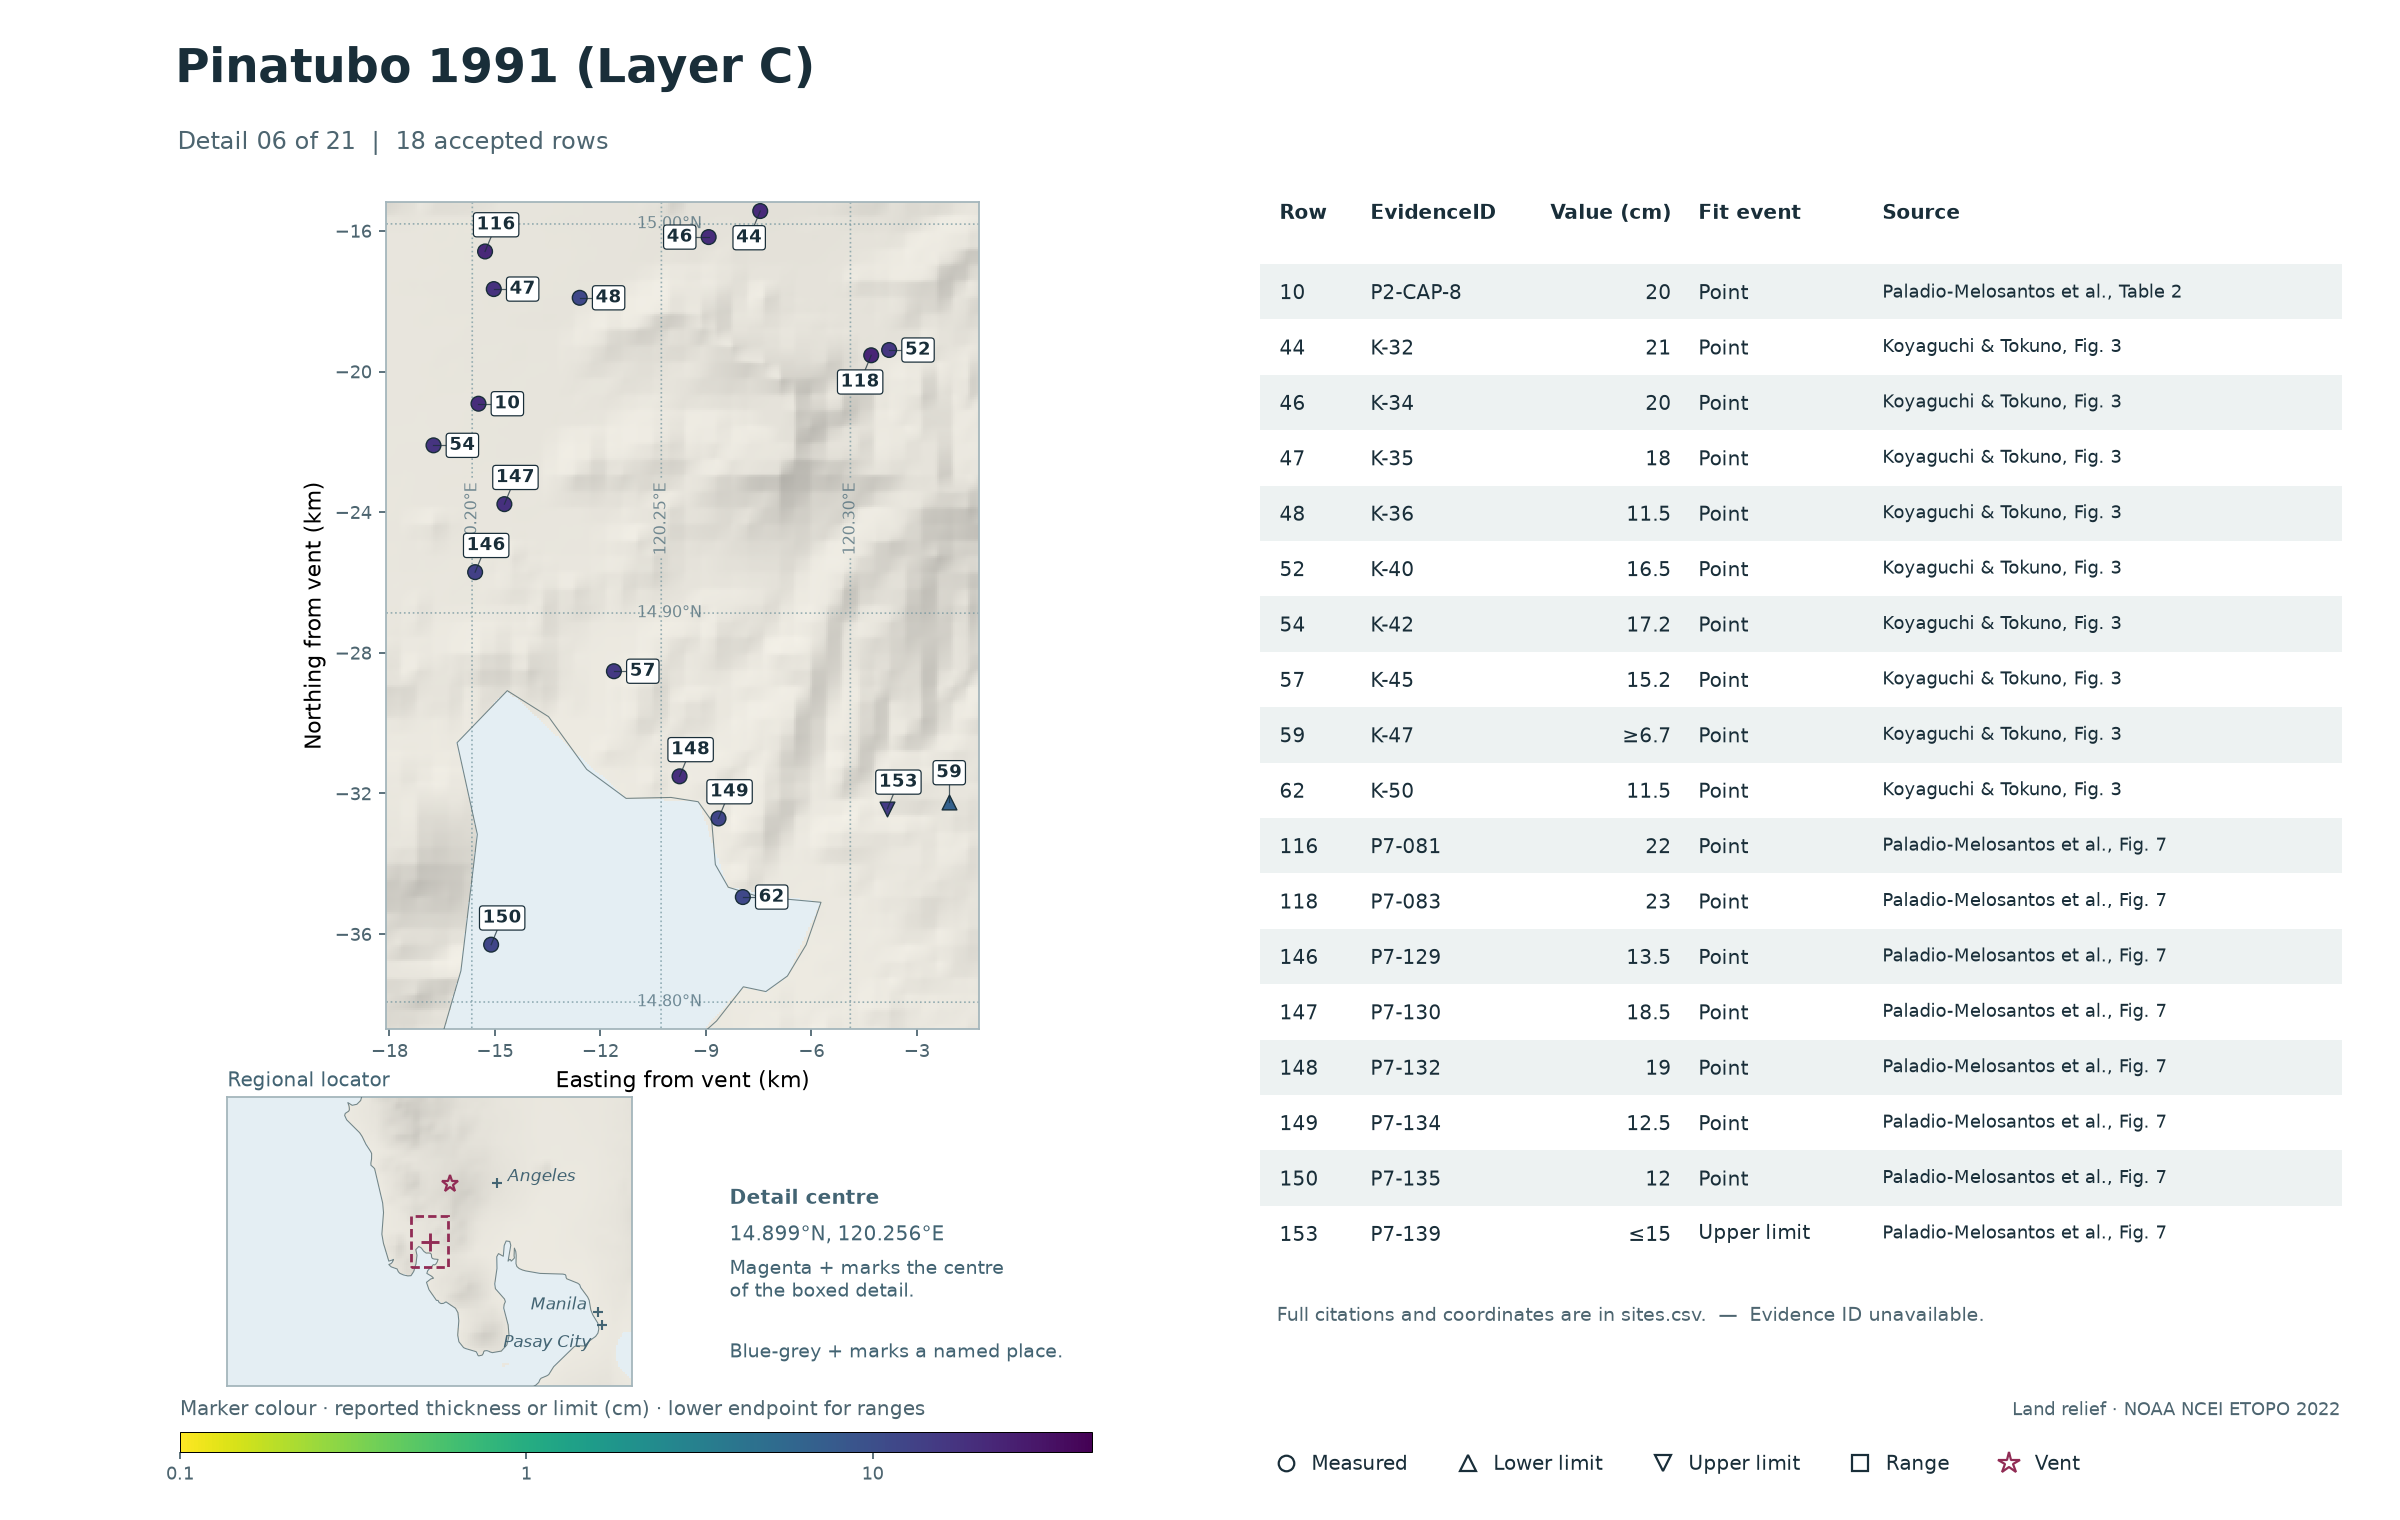 Pinatubo 1991 (Layer C)
Detail 06 of 21 | 18 accepted rows
116
15.00°N
46
44
47
48
52
118
10
54
147
0.20°E
120.25°E
120.30°E
146
14.90°N
57
148
153
59
149
62
150
14.80°N
−16
−20
−24
−28
−32
−36
Northing from vent (km)
−18 −15 −12 −9 −6 −3
Easting from vent (km)
Regional locator
Angeles
Manila
Pasay City
Detail centre
14.899°N, 120.256°E
Magenta + marks the centre
of the boxed detail.
Blue-grey + marks a named place.
Marker colour · reported thickness or limit (cm) · lower endpoint for ranges
0.1 1 10
Row EvidenceID Value (cm) Fit event Source
10 P2-CAP-8 20 Point Paladio-Melosantos et al., Table 2
44 K-32 21 Point Koyaguchi & Tokuno, Fig. 3
46 K-34 20 Point Koyaguchi & Tokuno, Fig. 3
47 K-35 18 Point Koyaguchi & Tokuno, Fig. 3
48 K-36 11.5 Point Koyaguchi & Tokuno, Fig. 3
52 K-40 16.5 Point Koyaguchi & Tokuno, Fig. 3
54 K-42 17.2 Point Koyaguchi & Tokuno, Fig. 3
57 K-45 15.2 Point Koyaguchi & Tokuno, Fig. 3
59 K-47 ≥6.7 Point Koyaguchi & Tokuno, Fig. 3
62 K-50 11.5 Point Koyaguchi & Tokuno, Fig. 3
116 P7-081 22 Point Paladio-Melosantos et al., Fig. 7
118 P7-083 23 Point Paladio-Melosantos et al., Fig. 7
146 P7-129 13.5 Point Paladio-Melosantos et al., Fig. 7
147 P7-130 18.5 Point Paladio-Melosantos et al., Fig. 7
148 P7-132 19 Point Paladio-Melosantos et al., Fig. 7
149 P7-134 12.5 Point Paladio-Melosantos et al., Fig. 7
150 P7-135 12 Point Paladio-Melosantos et al., Fig. 7
153 P7-139 ≤15 Upper limit Paladio-Melosantos et al., Fig. 7
Full citations and coordinates are in sites.csv. — Evidence ID unavailable.
Land relief · NOAA NCEI ETOPO 2022
Measured Lower limit Upper limit Range Vent